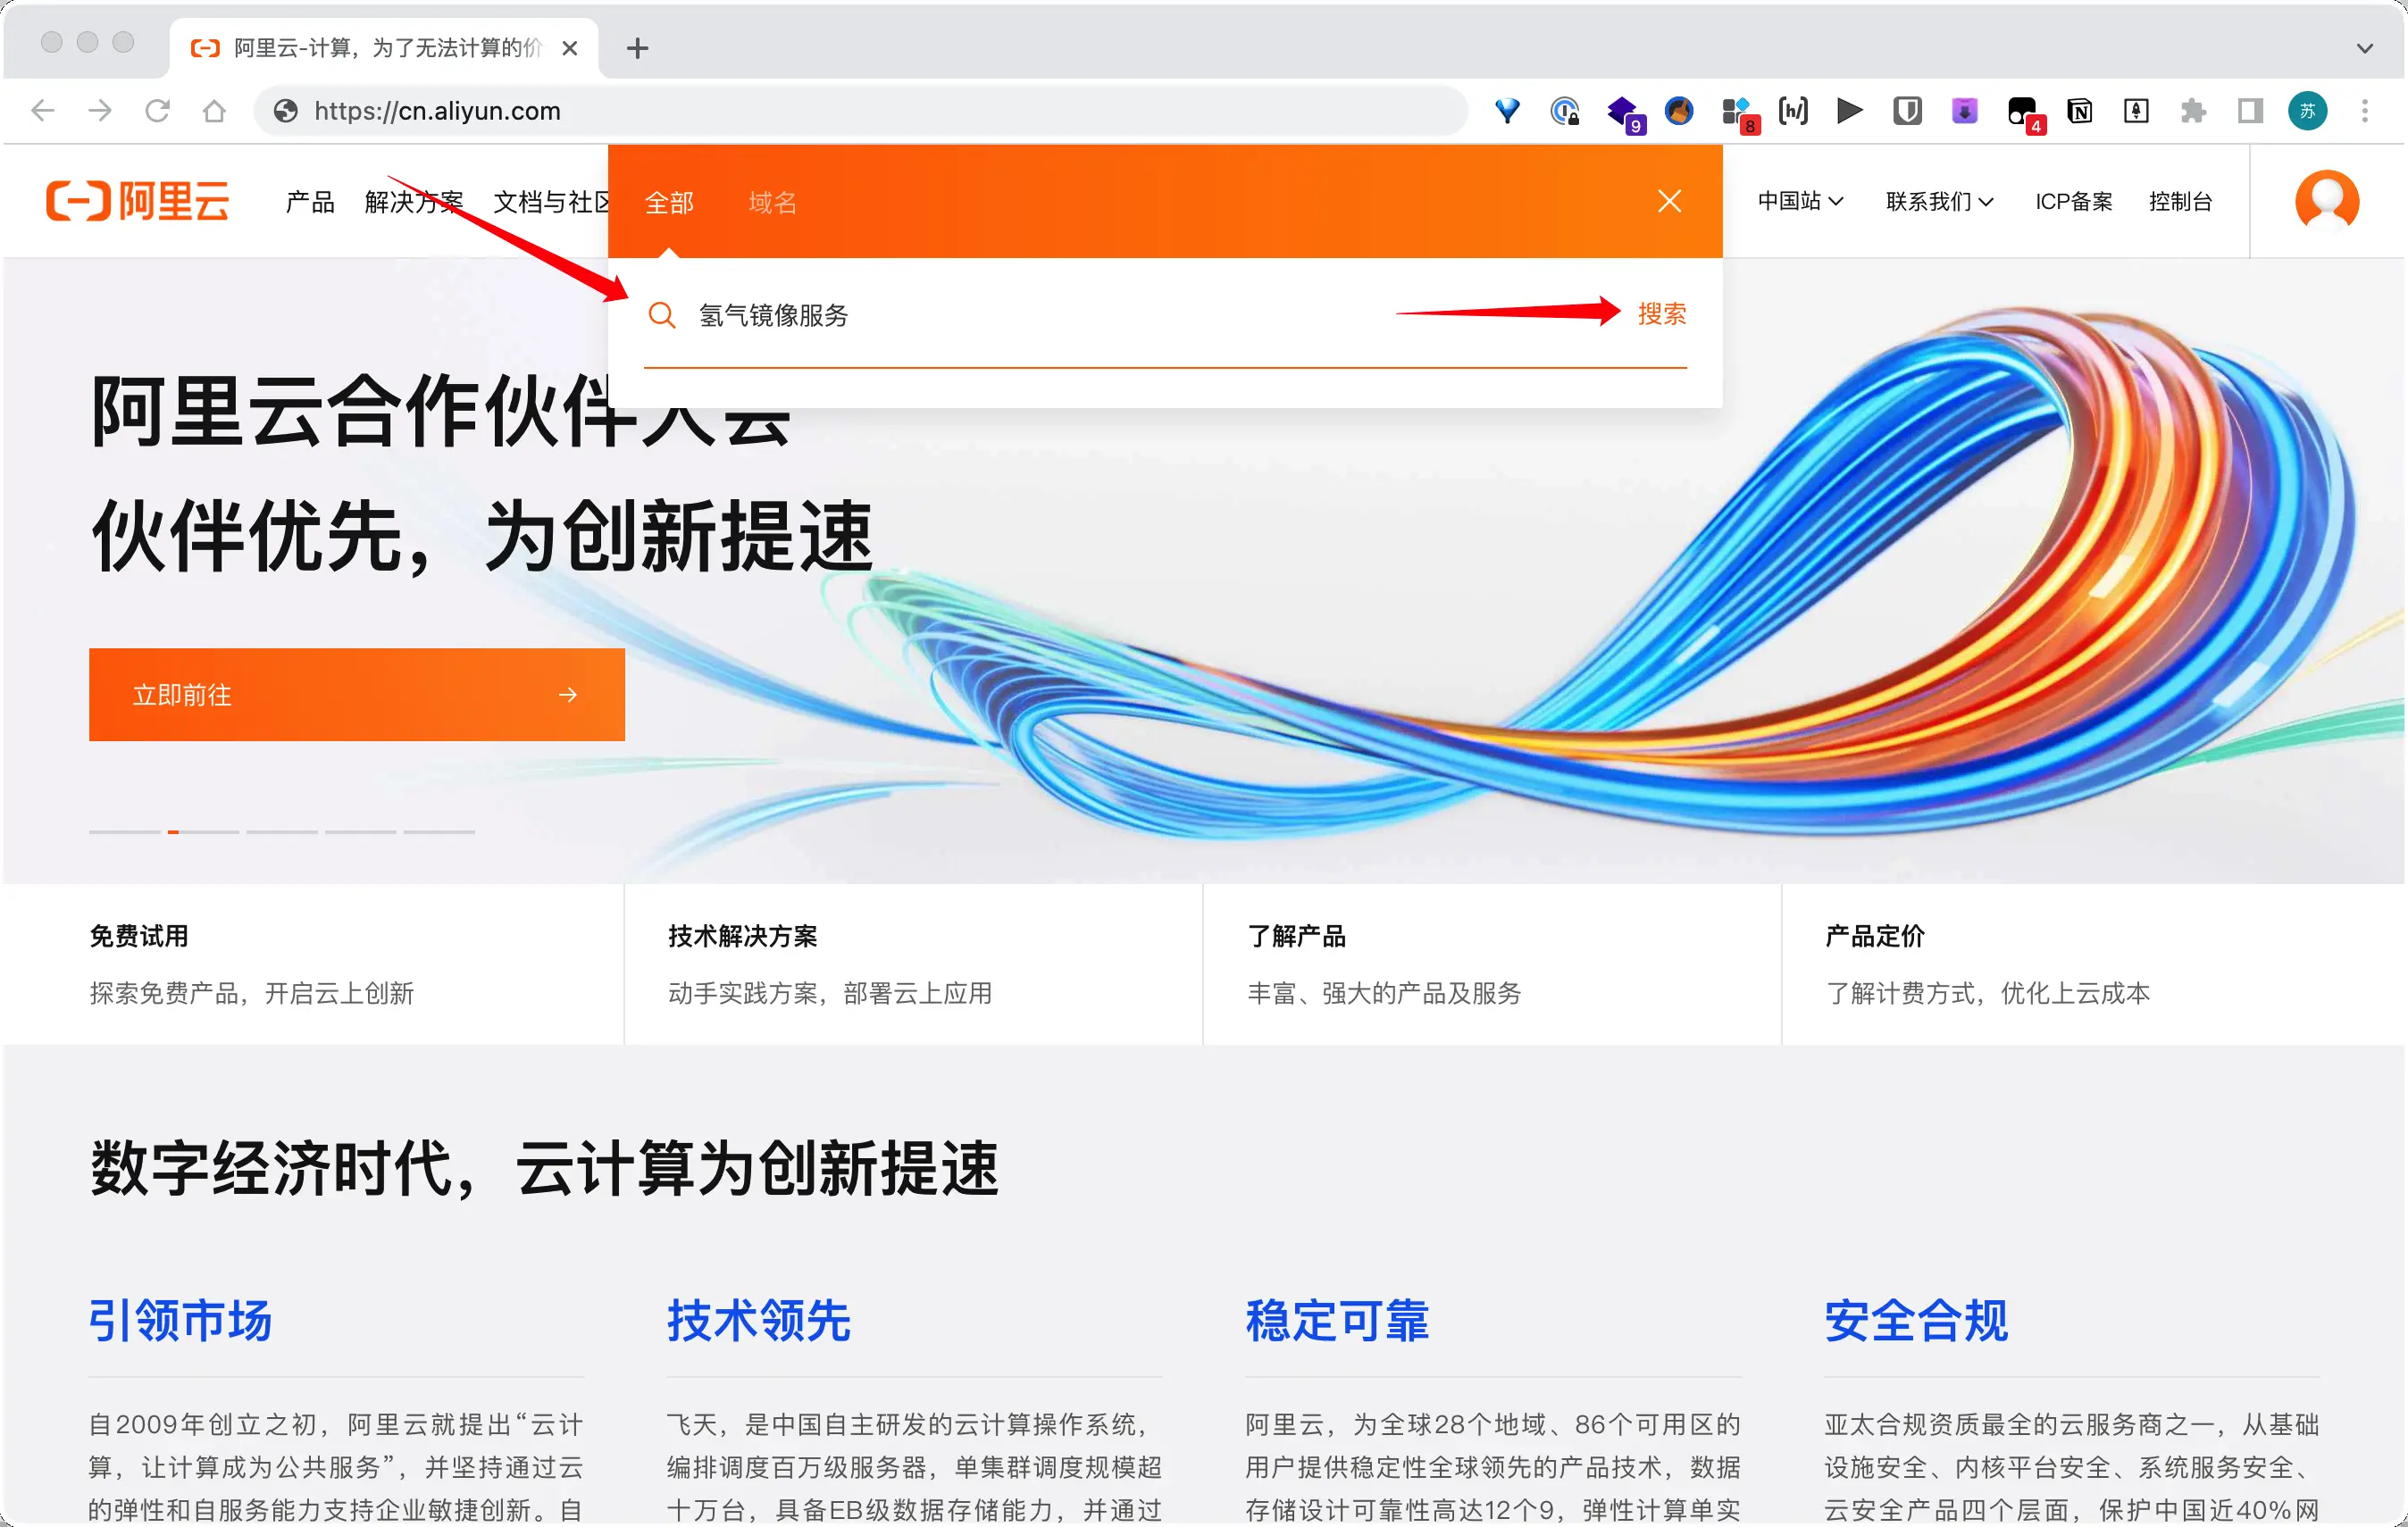 阿里云-计算，为了无法计算的价
https://cn.aliyun.com
9
8
[h/]
4
N
苏
阿里云
产品
解决方案
文档与社区
全部
域名
中国站
联系我们
ICP备案
控制台
氢气镜像服务
搜索
阿里云合作伙伴大会
伙伴优先，为创新提速
立即前往
免费试用
探索免费产品，开启云上创新
技术解决方案
动手实践方案，部署云上应用
了解产品
丰富、强大的产品及服务
产品定价
了解计费方式，优化上云成本
数字经济时代，云计算为创新提速
引领市场
自2009年创立之初，阿里云就提出“云计
算，让计算成为公共服务”，并坚持通过云
的弹性和自服务能力支持企业敏捷创新。自
技术领先
飞天，是中国自主研发的云计算操作系统，
编排调度百万级服务器，单集群调度规模超
十万台，具备EB级数据存储能力，并通过
稳定可靠
阿里云，为全球28个地域、86个可用区的
用户提供稳定性全球领先的产品技术，数据
存储设计可靠性高达12个9，弹性计算单实
安全合规
亚太合规资质最全的云服务商之一，从基础
设施安全、内核平台安全、系统服务安全、
云安全产品四个层面，保护中国近40%网